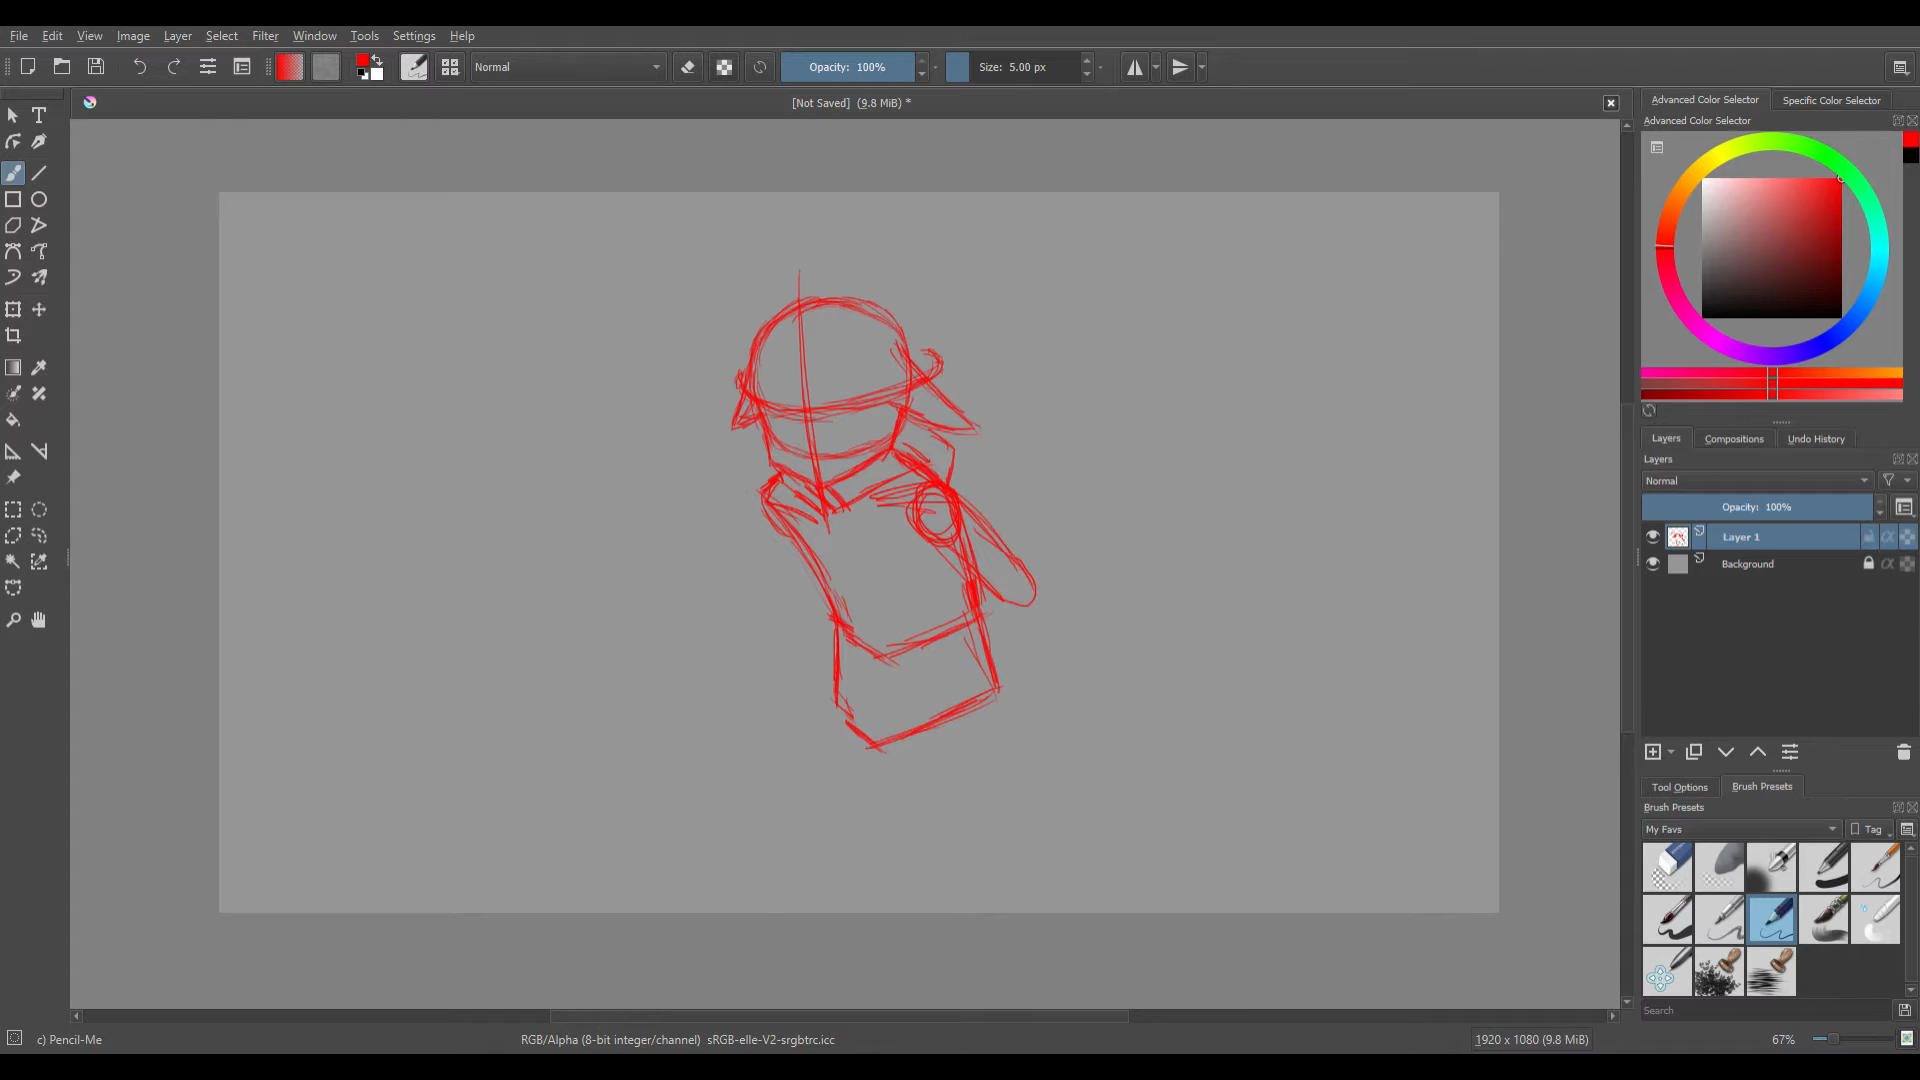 File Edit View Image Layer Select Filter Tools Window Settings Help
Normal Opacity: 100% Size: 5.00 px
[Not Saved] (9.8 MiB) *
Advanced Color Selector Specific Color Selector
Advanced Color Selector
Layers Compositions Undo History
Layers
Normal
Opacity: 100%
Layer 1
Background
Tool Options Brush Presets
Brush Presets
My Favs Tag
Search
c) Pencil-Me RGB/Alpha (8-bit integer/channel) sRGB-elle-V2-srgbtrc.icc 1920 x 1080 (9.8 MiB) 67%